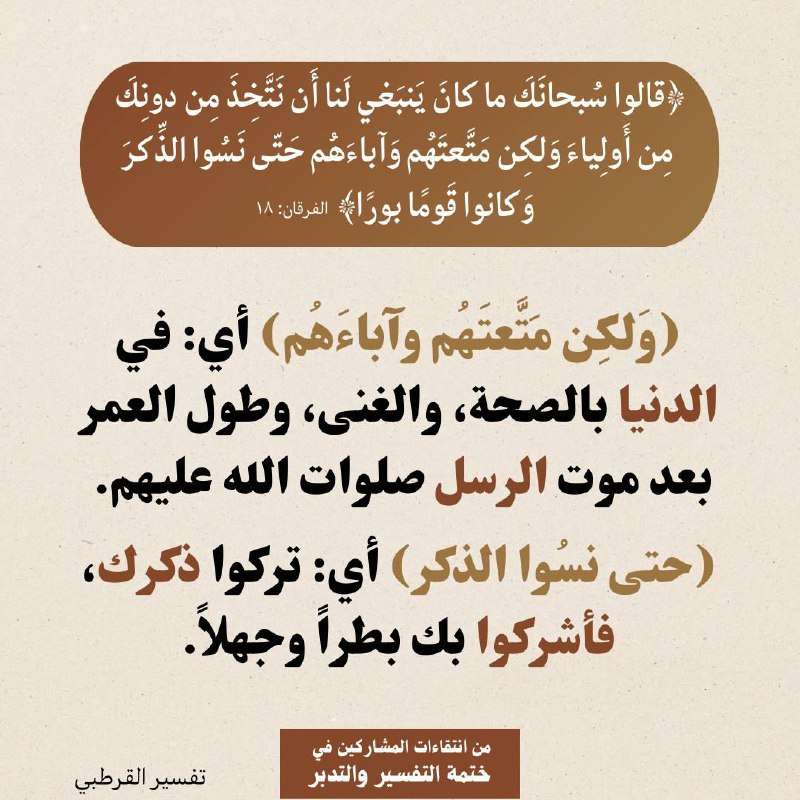 ﴿قالوا سُبحانَكَ ما كانَ يَنبَغي لَنا أَن نَتَّخِذَ مِن دونِكَ
مِن أَولِياءَ وَلكِن مَتَّعتَهُم وَآباءَهُم حَتّى نَسُوا الذِّكرَ
وَكانوا قَومًا بورًا﴾ الفرقان: ١٨
(وَلكِن مَتَّعتَهُم وآباءَهُم) أي: في
الدنيا بالصحة، والغنى، وطول العمر
بعد موت الرسل صلوات الله عليهم.
(حتى نسُوا الذكر) أي: تركوا ذكرك،
فأشركوا بك بطراً وجهلاً.
من انتقاءات المشاركين في
ختمة التفسير والتدبر
تفسير القرطبي